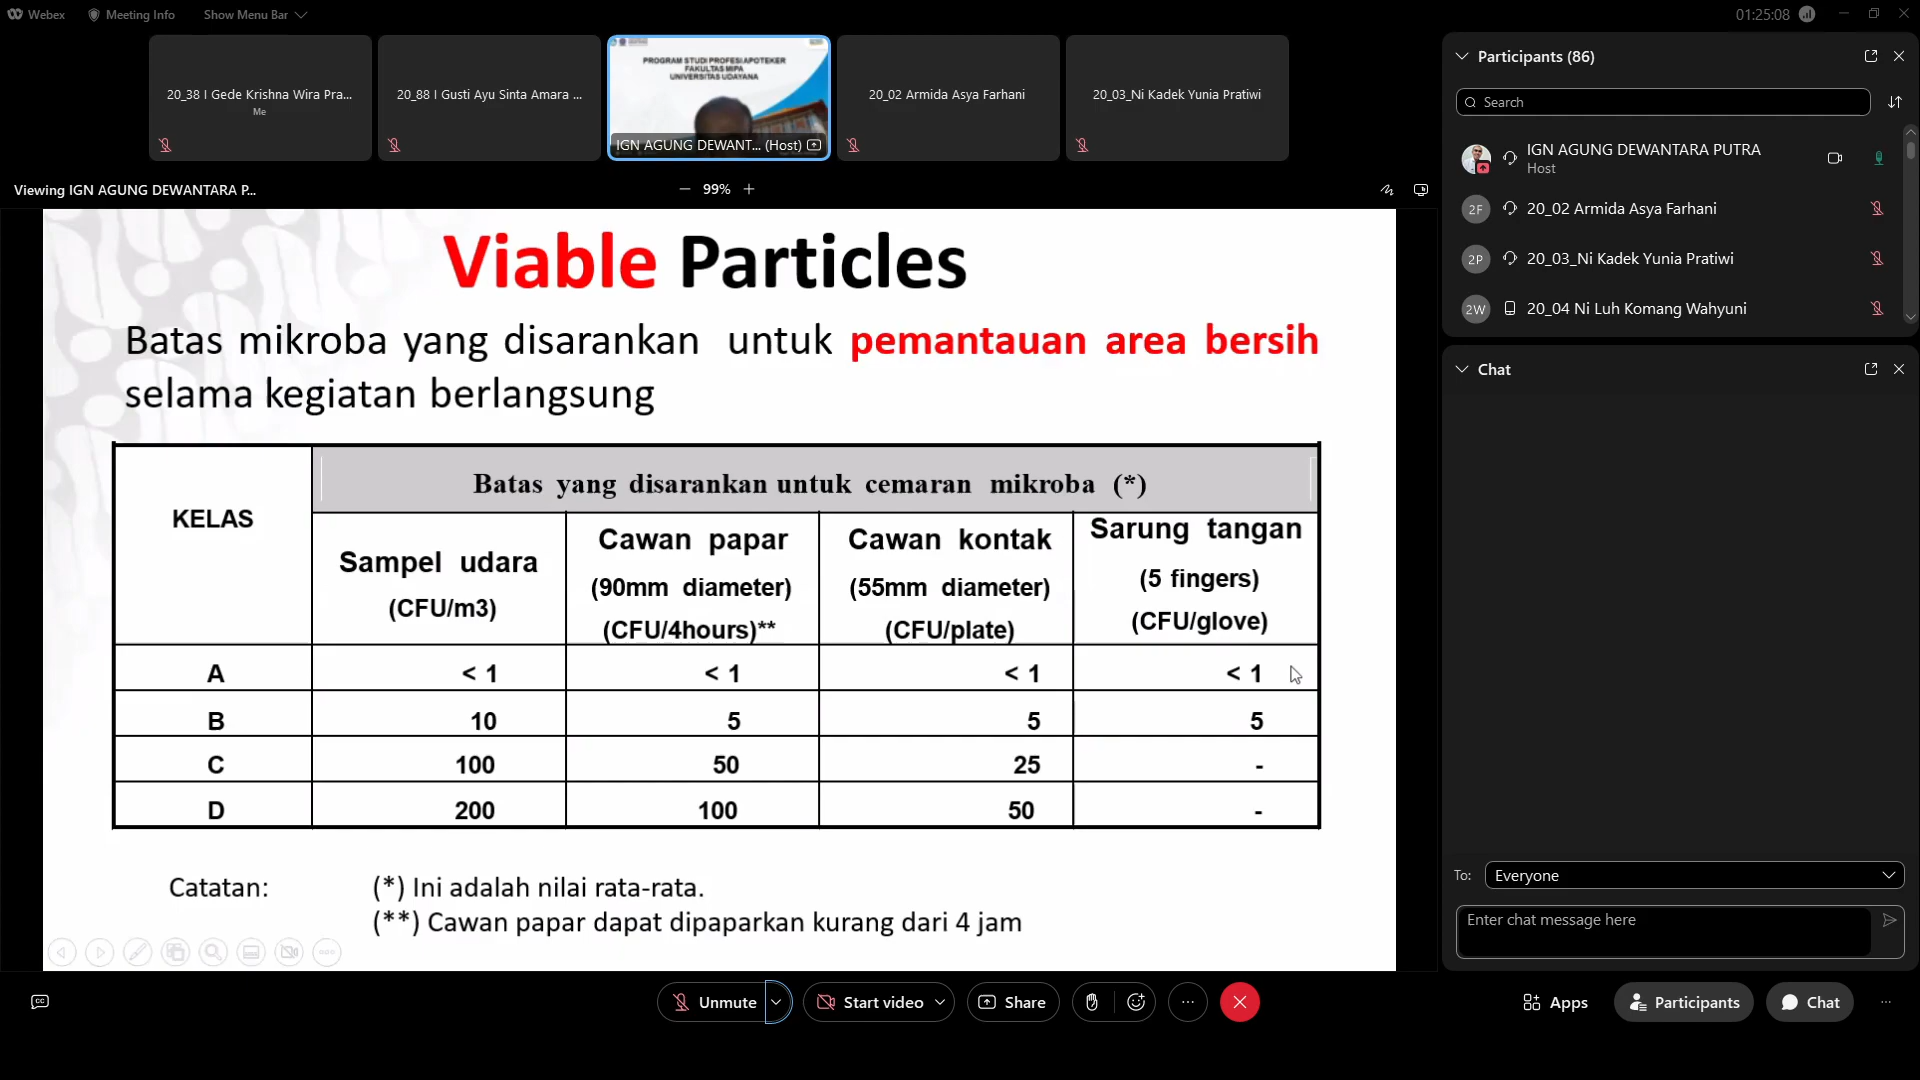 Webex
Meeting Info
Show Menu Bar
01:25:08
20_38 I Gede Krishna Wira Pra...
Me
20_88 I Gusti Ayu Sinta Amara ...
PROGRAM STUDI PROFESI APOTEKER
FAKULTAS MIPA
UNIVERSITAS UDAYANA
IGN AGUNG DEWANT... (Host)
20_02 Armida Asya Farhani
20_03_Ni Kadek Yunia Pratiwi
Viewing IGN AGUNG DEWANTARA P...
99%
Viable Particles
Batas mikroba yang disarankan untuk pemantauan area bersih
selama kegiatan berlangsung
KELAS
Batas yang disarankan untuk cemaran mikroba (*)
Sampel udara
(CFU/m3)
Cawan papar
(90mm diameter)
(CFU/4hours)**
Cawan kontak
(55mm diameter)
(CFU/plate)
Sarung tangan
(5 fingers)
(CFU/glove)
A < 1 < 1 < 1 < 1
B 10 5 5 5
C 100 50 25 -
D 200 100 50 -
Catatan: (*) Ini adalah nilai rata-rata.
(**) Cawan papar dapat dipaparkan kurang dari 4 jam
Participants (86)
Search
IGN AGUNG DEWANTARA PUTRA
Host
2F 20_02 Armida Asya Farhani
2P 20_03_Ni Kadek Yunia Pratiwi
2W 20_04 Ni Luh Komang Wahyuni
Chat
To: Everyone
Enter chat message here
CC
Unmute
Start video
Share
Apps
Participants
Chat